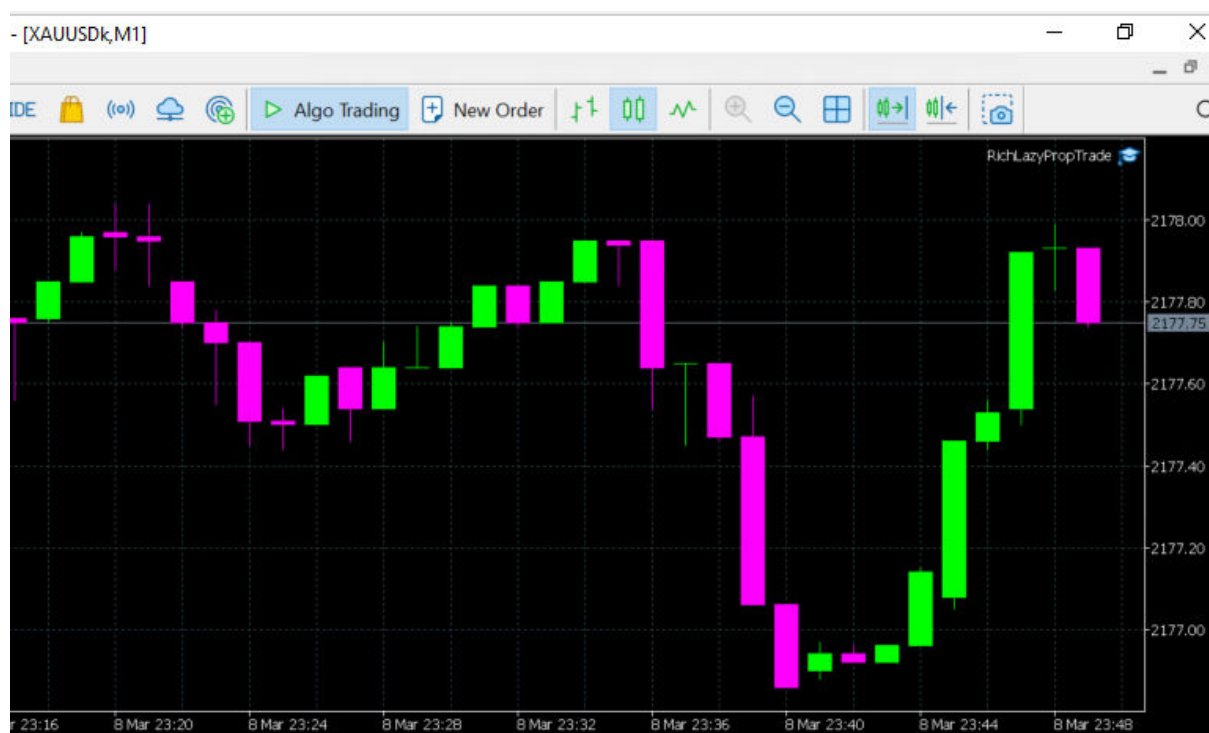 - [XAUUSDk,M1]
IDE Algo Trading New Order
RichLazyPropTrade
2178.00
2177.80
2177.75
2177.60
2177.40
2177.20
2177.00
r 23:16 8 Mar 23:20 8 Mar 23:24 8 Mar 23:28 8 Mar 23:32 8 Mar 23:36 8 Mar 23:40 8 Mar 23:44 8 Mar 23:48